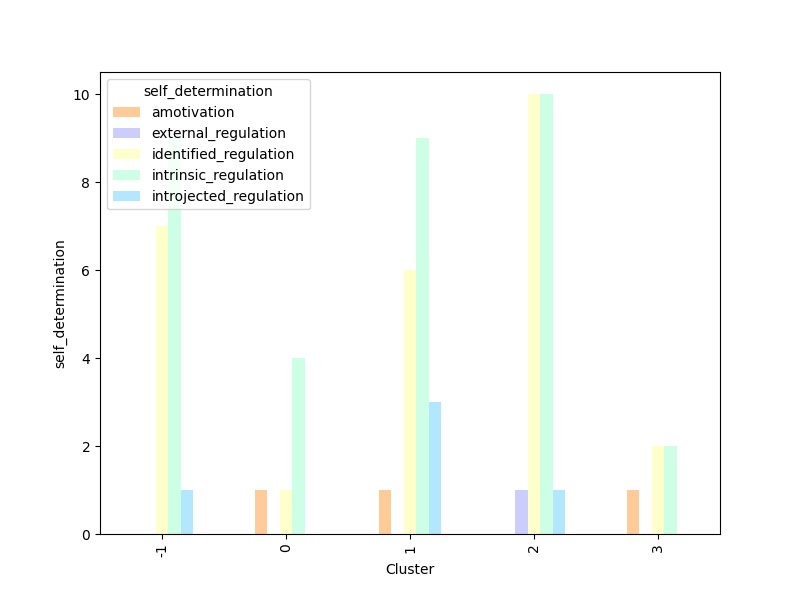 self_determination
amotivation
external_regulation
identified_regulation
intrinsic_regulation
introjected_regulation
10
8
6
4
2
0
self_determination
-1
0
1
2
3
Cluster